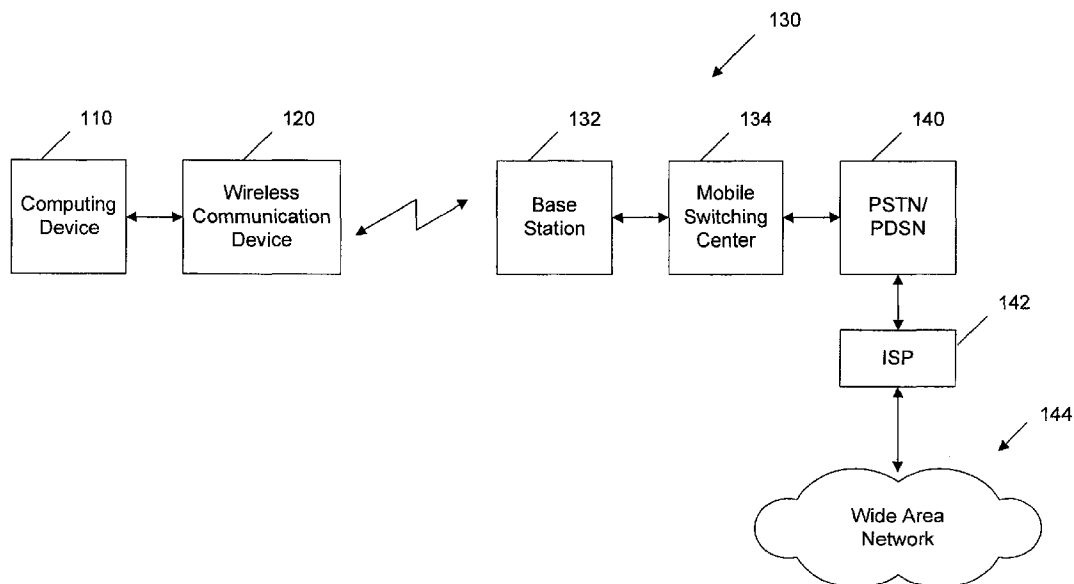 130
110
120
132
134
140
Computing
Device
Wireless
Communication
Device
Base
Station
Mobile
Switching
Center
PSTN/
PDSN
142
ISP
144
Wide Area
Network